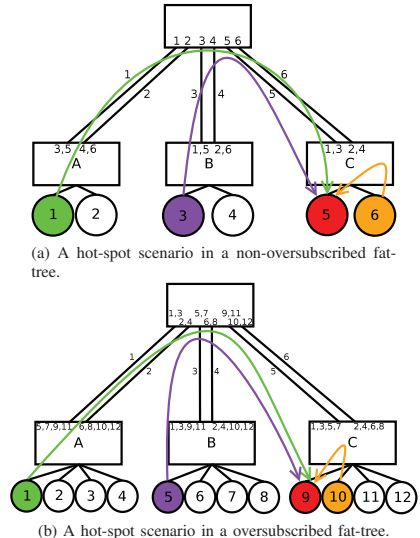 1 2 3 4 5 6
1 6
2 3 4 5
3,5 4,6 1,5 2,6 1,3 2,4
A B C
1 2 3 4 5 6
(a) A hot-spot scenario in a non-oversubscribed fat-
tree.
1,3 5,7 9,11
2,4 6,8 10,12
1 6
2 3 4 5
5,7,9,11 6,8,10,12 1,3,9,11 2,4,10,12 1,3,5,7 2,4,6,8
A B C
1 2 3 4 5 6 7 8 9 10 11 12
(b) A hot-spot scenario in a oversubscribed fat-tree.